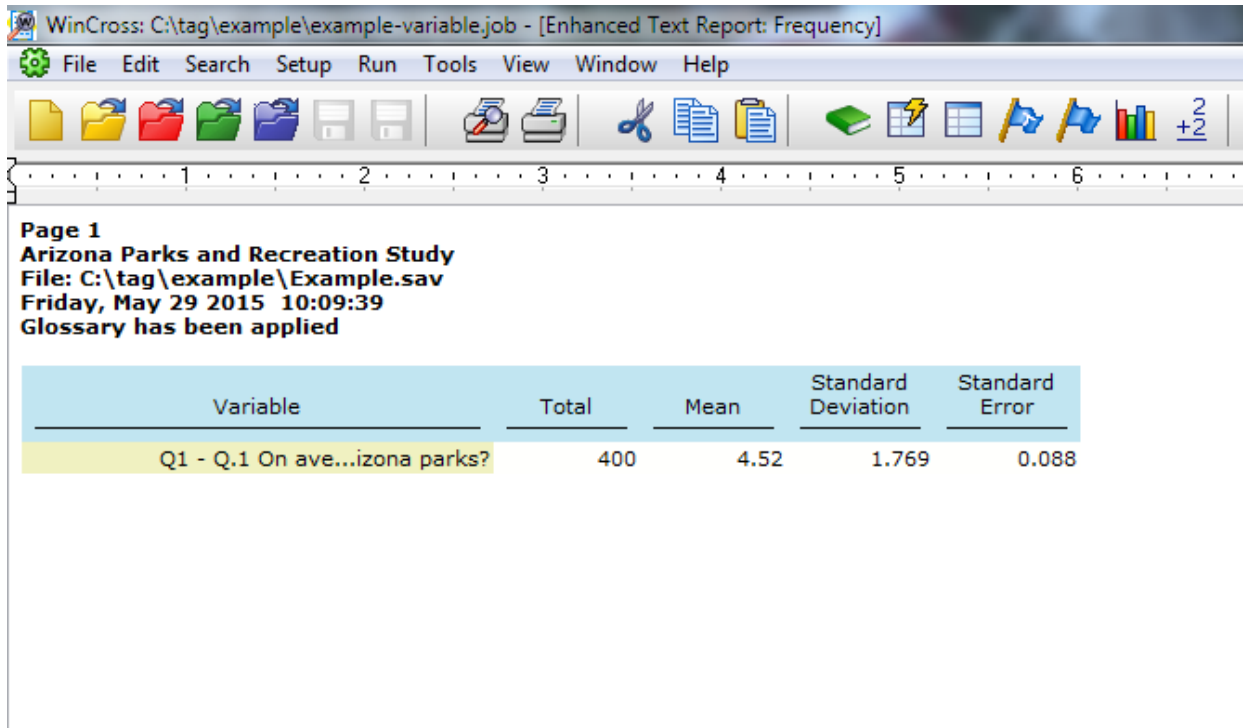 WinCross: C:\tag\example\example-variable.job - [Enhanced Text Report: Frequency]
File Edit Search Setup Run Tools View Window Help
2
+2
1 2 3 4 5 6
Page 1
Arizona Parks and Recreation Study
File: C:\tag\example\Example.sav
Friday, May 29 2015 10:09:39
Glossary has been applied
Variable Total Mean Standard Deviation Standard Error
Q1 - Q.1 On ave...izona parks? 400 4.52 1.769 0.088